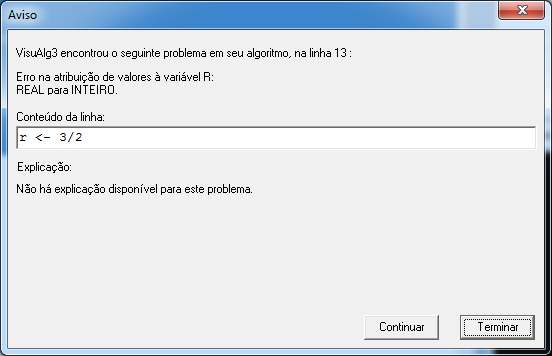 Aviso
VisuAlg3 encontrou o seguinte problema em seu algoritmo, na linha 13 :
Erro na atribuição de valores à variável R:
REAL para INTEIRO.
Conteúdo da linha:
r <- 3/2
Explicação:
Não há explicação disponível para este problema.
Continuar
Terminar